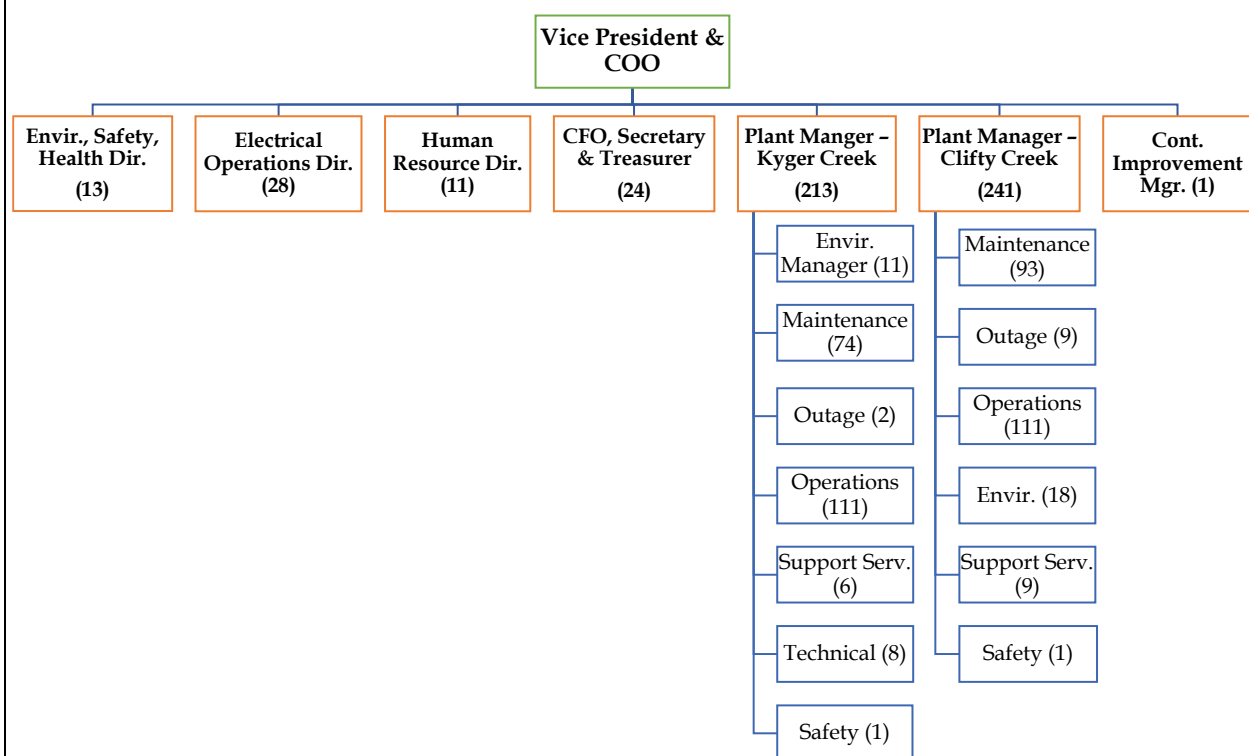 Vice President &
COO
Envir., Safety,
Health Dir.
(13)
Electrical
Operations Dir.
(28)
Human
Resource Dir.
(11)
CFO, Secretary
& Treasurer
(24)
Plant Manger –
Kyger Creek
(213)
Plant Manager –
Clifty Creek
(241)
Cont.
Improvement
Mgr. (1)
Envir.
Manager (11)
Maintenance
(74)
Outage (2)
Operations
(111)
Support Serv.
(6)
Technical (8)
Safety (1)
Maintenance
(93)
Outage (9)
Operations
(111)
Envir. (18)
Support Serv.
(9)
Safety (1)